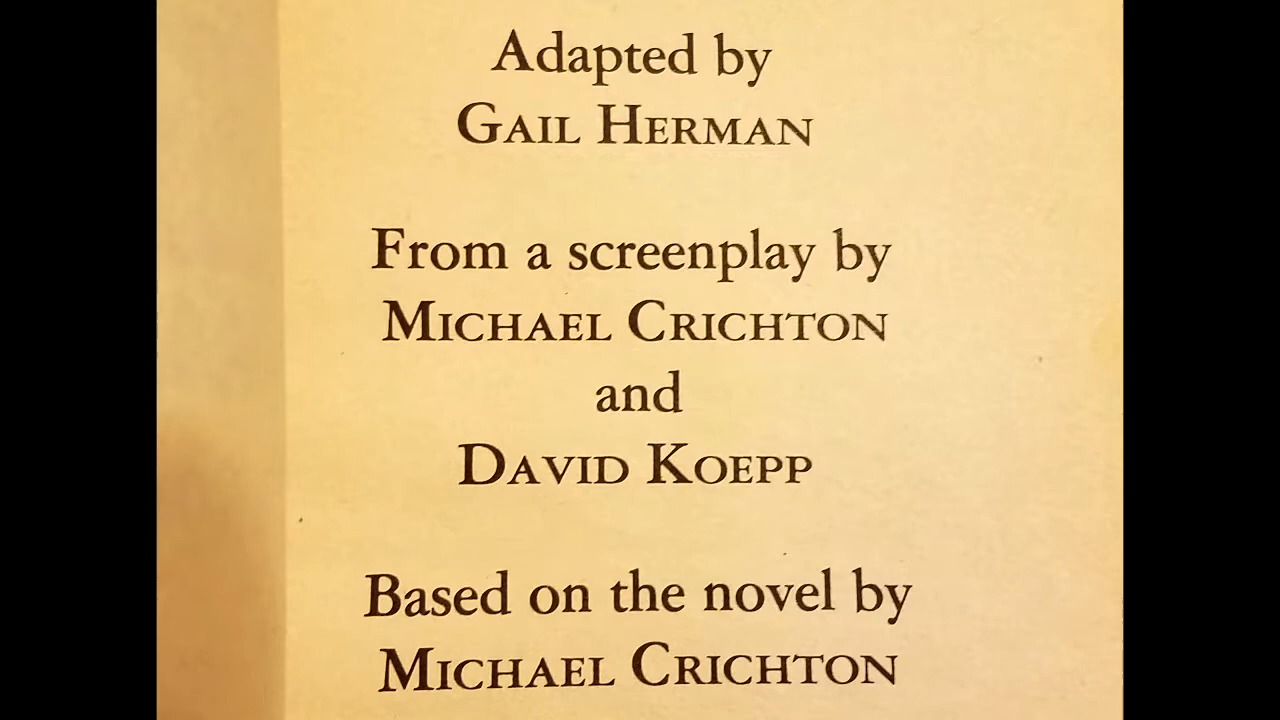 Adapted by
GAIL HERMAN
From a screenplay by
MICHAEL CRICHTON
and
DAVID KOEPP
Based on the novel by
MICHAEL CRICHTON